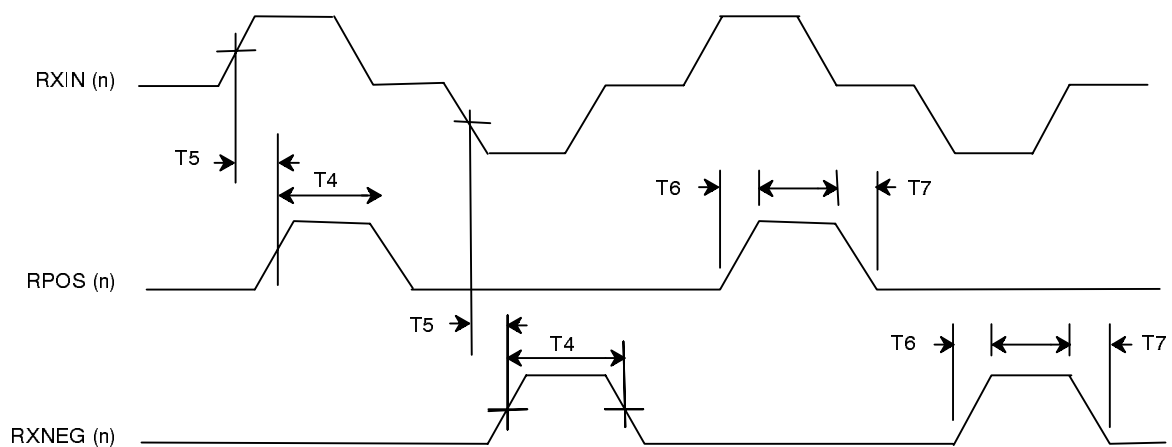 RXIN (n)
T5
T4
T6
T7
RPOS (n)
T5
T4
T6
T7
RXNEG (n)